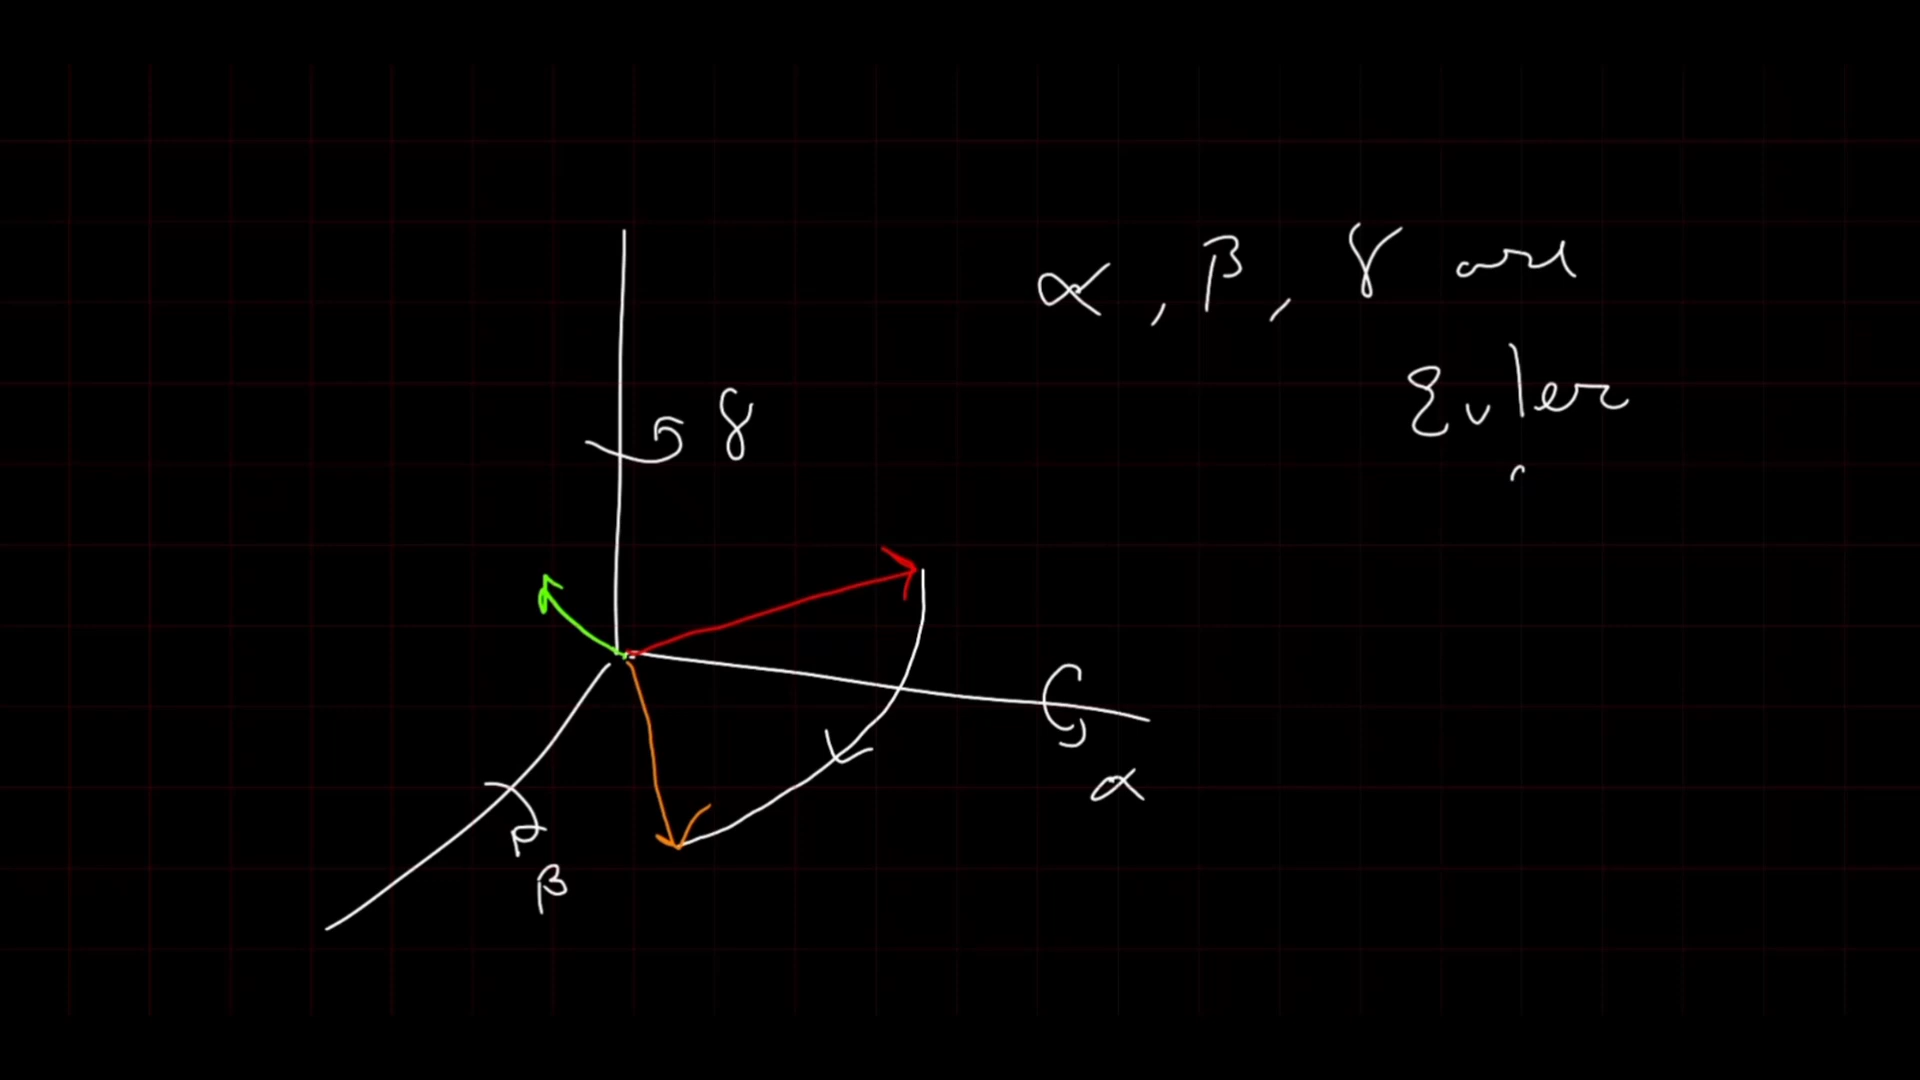 α, β, γ are
Euler
γ
α
β